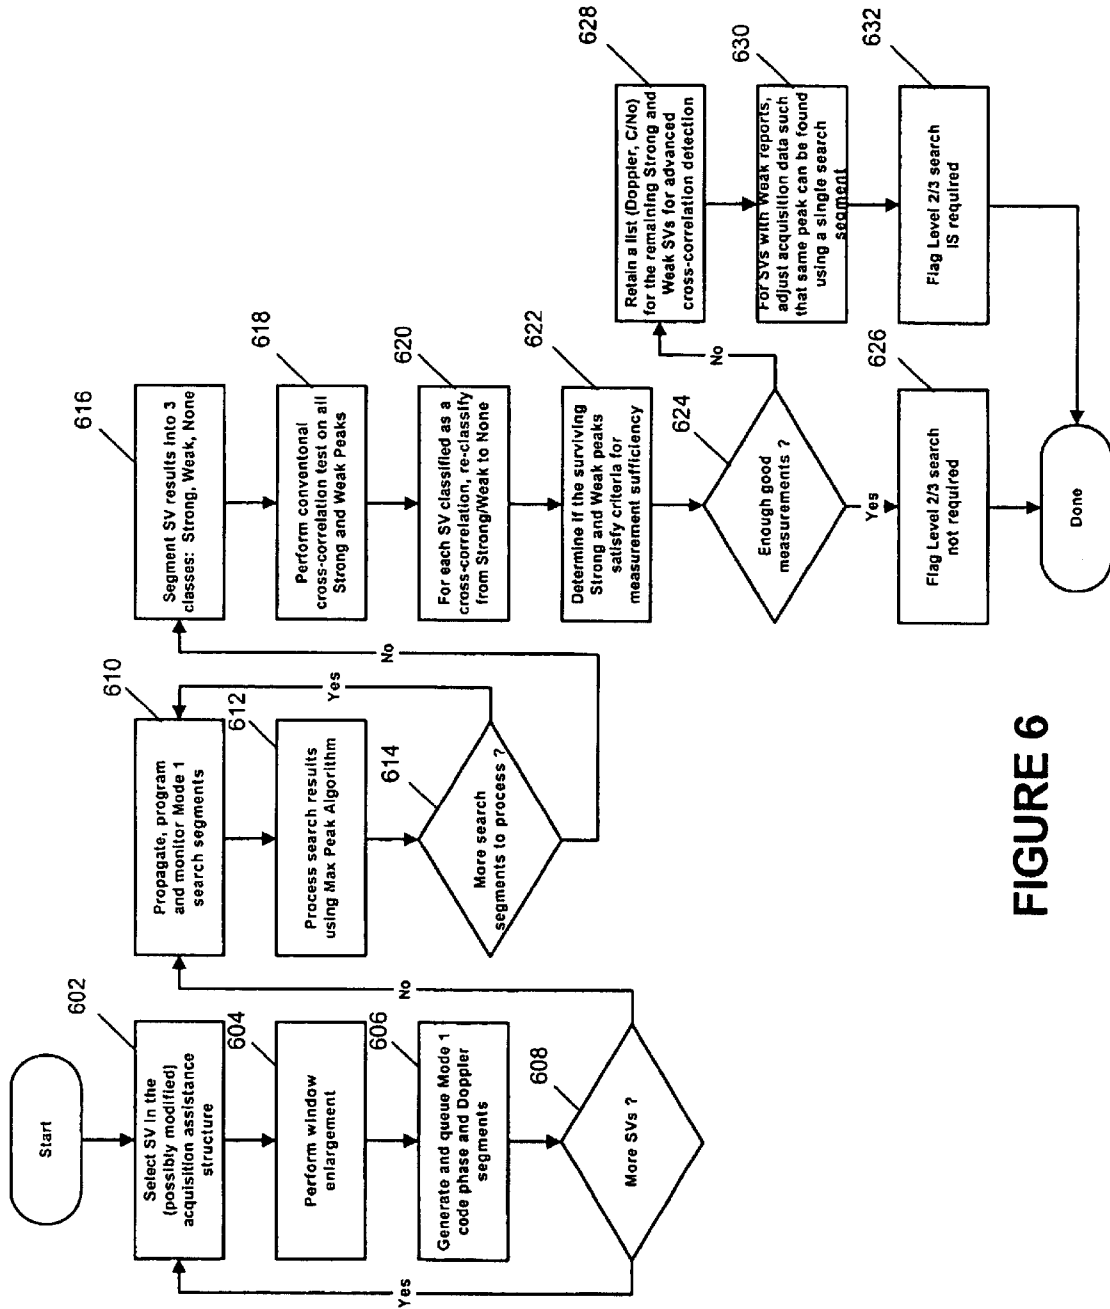 Start
602
Select SV in the
(possibly modified)
acquisition assistance
structure
604
Perform window
enlargement
606
Generate and queue Mode 1
code phase and Doppler
segments
608
More SVs ?
Yes
No
610
Propagate, program
and monitor Mode 1
search segments
612
Process search results
using Max Peak Algorithm
614
More search
segments to process ?
Yes
No
616
Segment SV results into 3
classes: Strong, Weak, None
618
Perform conventonal
cross-correlation test on all
Strong and Weak Peaks
620
For each SV classified as a
cross-correlation, re-classify
from Strong/Weak to None
622
Determine if the surviving
Strong and Weak peaks
satisfy criteria for
measurement sufficiency
624
Enough good
measurements ?
No
Yes
626
Flag Level 2/3 search
not required
628
Retain a list (Doppler, C/No)
for the remaining Strong and
Weak SVs for advanced
cross-correlation detection
630
For SVs with Weak reports,
adjust acquisition data such
that same peak can be found
using a single search
segment
632
Flag Level 2/3 search
IS required
Done
FIGURE 6